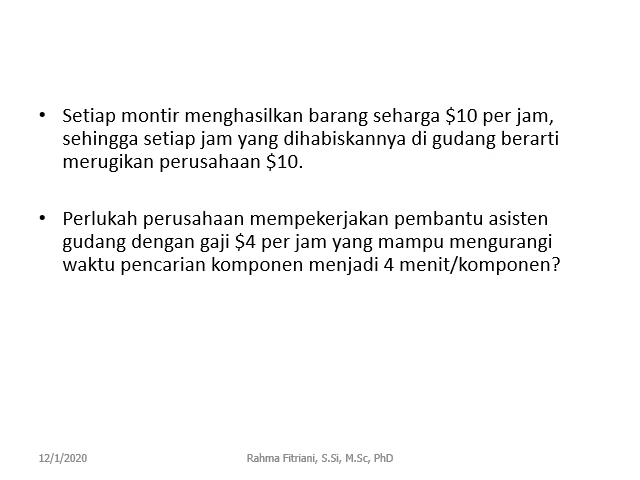 • Setiap montir menghasilkan barang seharga $10 per jam,
sehingga setiap jam yang dihabiskannya di gudang berarti
merugikan perusahaan $10.
• Perlukah perusahaan mempekerjakan pembantu asisten
gudang dengan gaji $4 per jam yang mampu mengurangi
waktu pencarian komponen menjadi 4 menit/komponen?
12/1/2020
Rahma Fitriani, S.Si, M.Sc, PhD